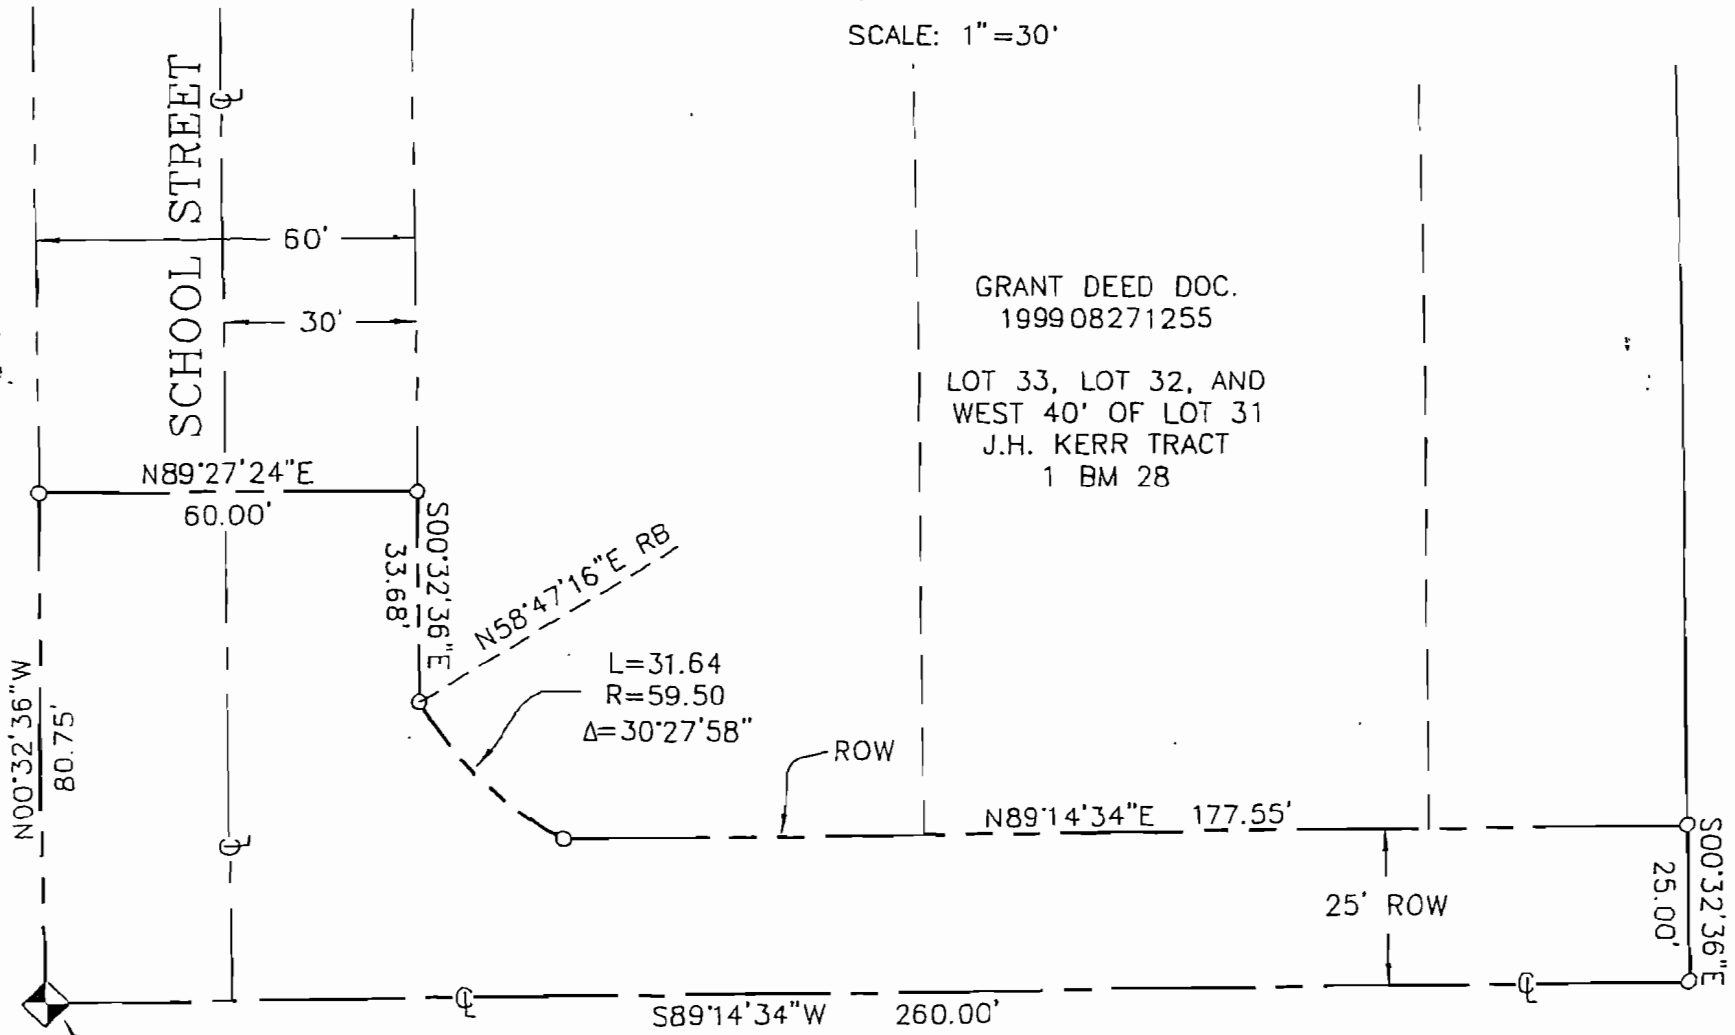 SCALE: 1"=30'
SCHOOL STREET
60'
30'
GRANT DEED DOC.
199908271255
LOT 33, LOT 32, AND
WEST 40' OF LOT 31
J.H. KERR TRACT
1 BM 28
N89°27'24"E
60.00'
S00°32'36"E
33.68'
N58°47'16"E RB
L=31.64
R=59.50
Δ=30°27'58"
ROW
N00°32'36"W
80.75'
N89°14'34"E 177.55'
S00°32'36"E
25.00'
25' ROW
S89°14'34"W 260.00'